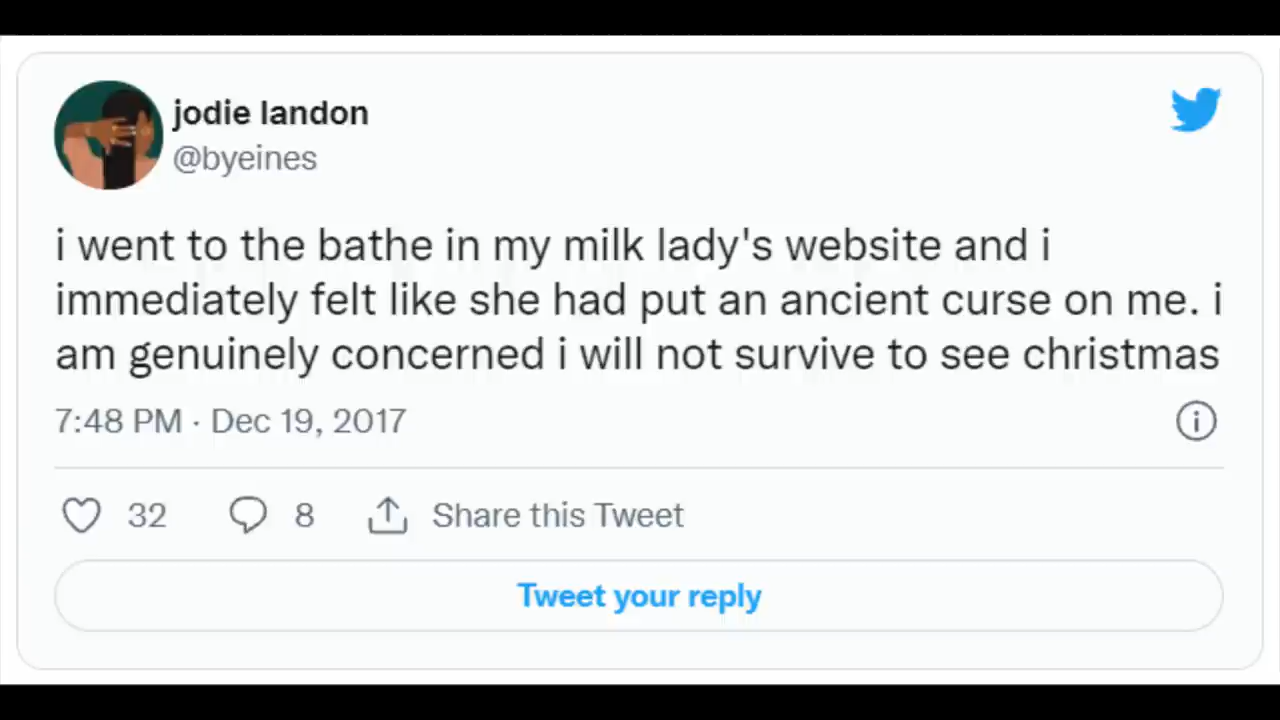 jodie landon
@byeines
i went to the bathe in my milk lady's website and i
immediately felt like she had put an ancient curse on me. i
am genuinely concerned i will not survive to see christmas
7:48 PM · Dec 19, 2017
32 8 Share this Tweet
Tweet your reply